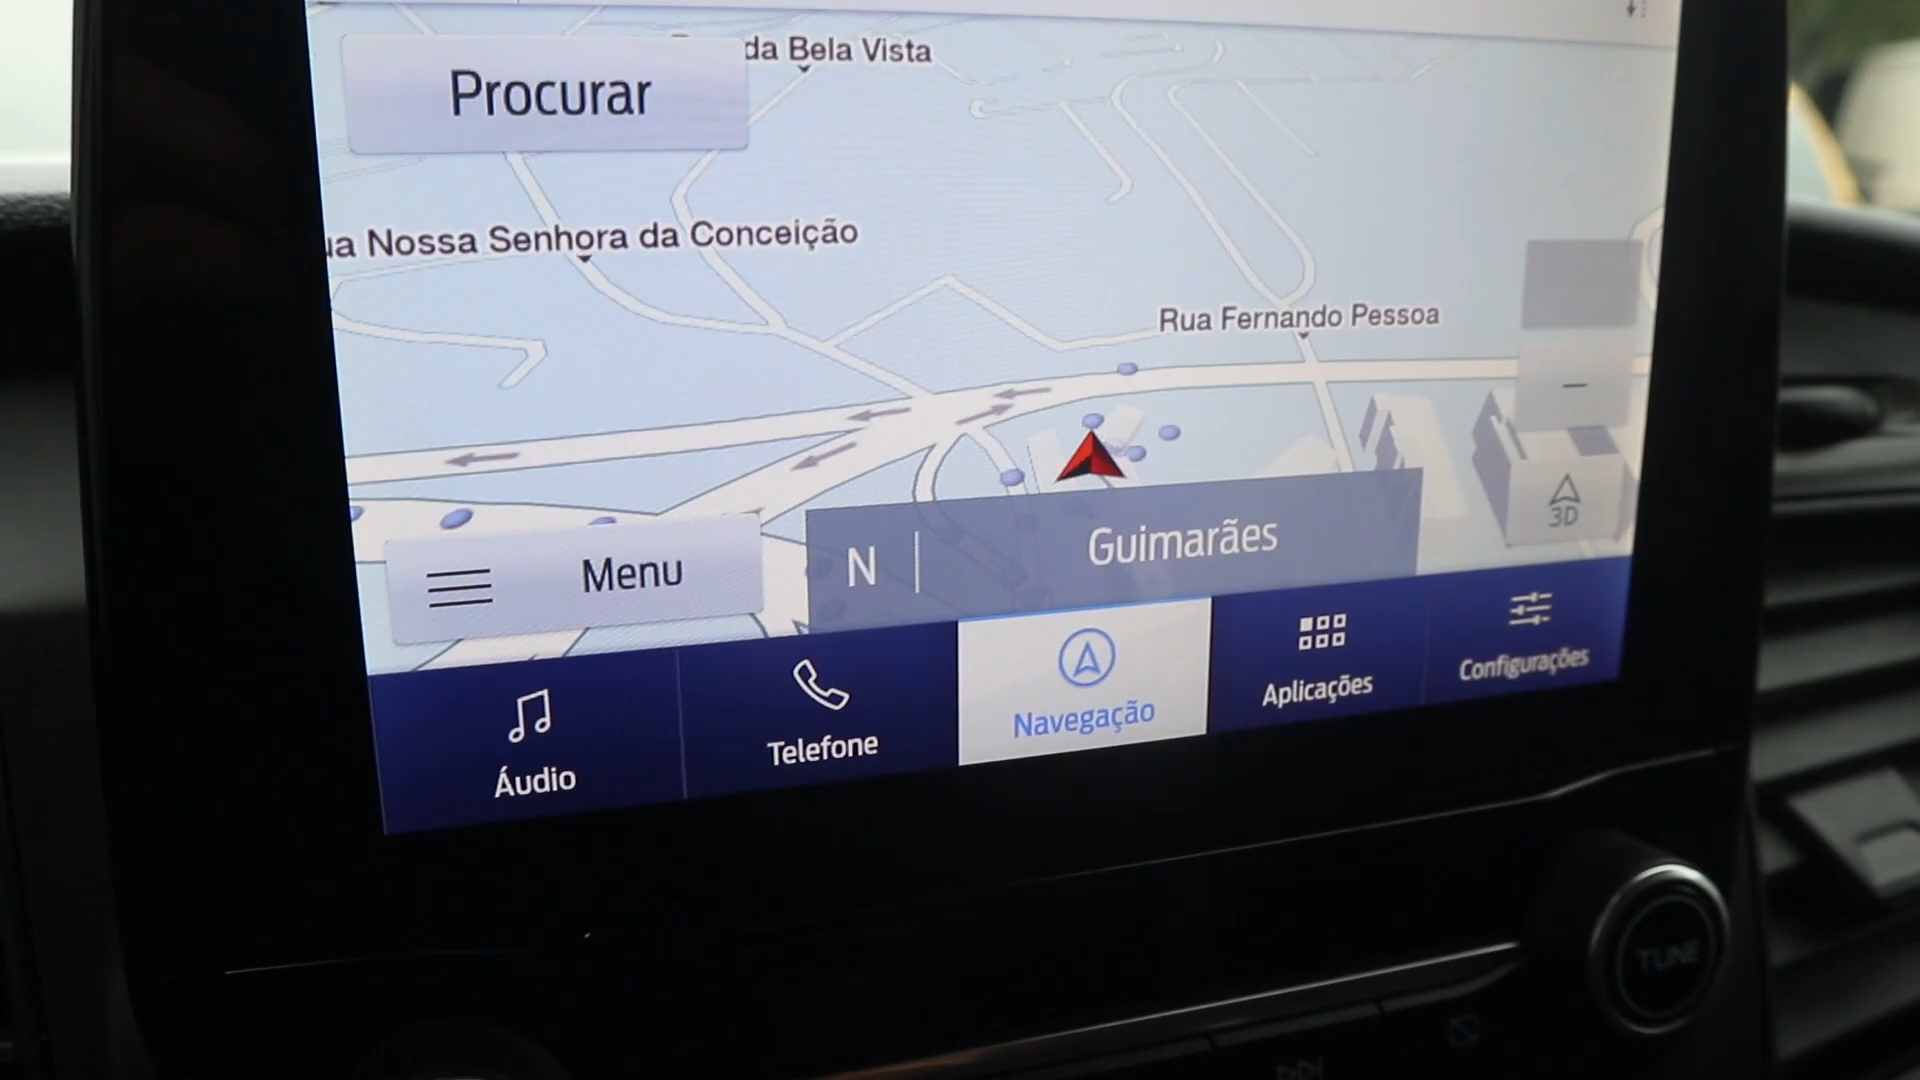 da Bela Vista
Procurar
Nossa Senhora da Conceição
Rua Fernando Pessoa
3D
N
Guimarães
Menu
Áudio
Telefone
Navegação
Aplicações
Configurações
TUNE